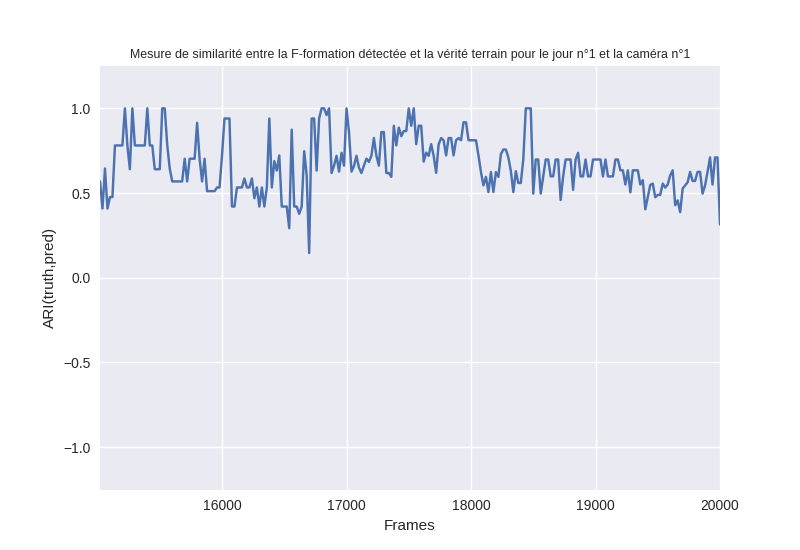 Mesure de similarité entre la F-formation détectée et la vérité terrain pour le jour n°1 et la caméra n°1
1.0
0.5
0.0
−0.5
−1.0
ARI(truth,pred)
16000 17000 18000 19000 20000
Frames